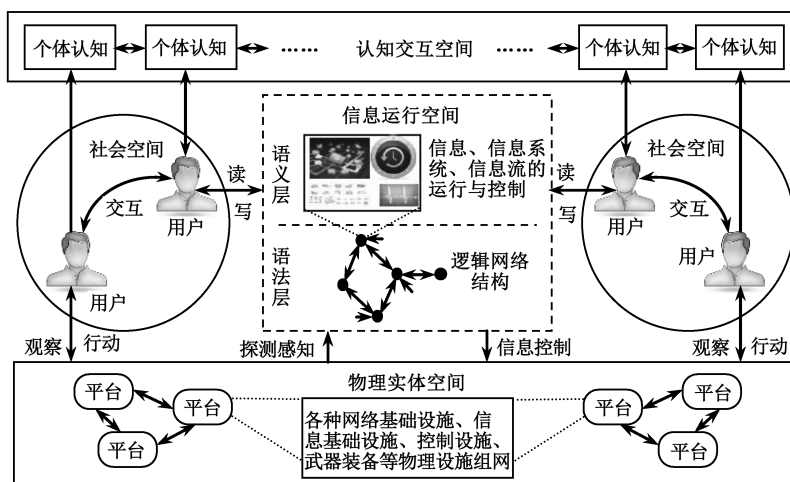 个体认知
个体认知
……
认知交互空间
……
个体认知
个体认知
社会空间
交互
用户
用户
读
写
信息运行空间
语义层
信息、信息系
统、信息流的
运行与控制
语法层
逻辑网络
结构
读
写
社会空间
交互
用户
用户
观察
行动
探测感知
信息控制
观察
行动
物理实体空间
平台
平台
平台
各种网络基础设施、信
息基础设施、控制设施、
武器装备等物理设施组网
平台
平台
平台